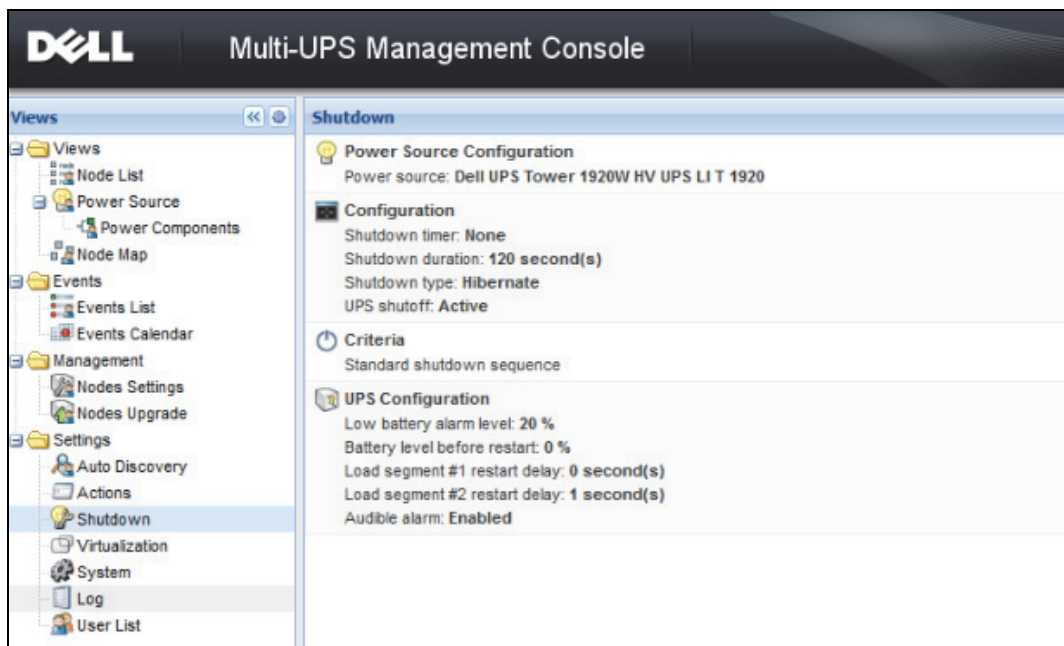 DELL
Multi-UPS Management Console
Views
Views
Node List
Power Source
Power Components
Node Map
Events
Events List
Events Calendar
Management
Nodes Settings
Nodes Upgrade
Settings
Auto Discovery
Actions
Shutdown
Virtualization
System
Log
User List
Shutdown
Power Source Configuration
Power source: Dell UPS Tower 1920W HV UPS LI T 1920
Configuration
Shutdown timer: None
Shutdown duration: 120 second(s)
Shutdown type: Hibernate
UPS shutoff: Active
Criteria
Standard shutdown sequence
UPS Configuration
Low battery alarm level: 20 %
Battery level before restart: 0 %
Load segment #1 restart delay: 0 second(s)
Load segment #2 restart delay: 1 second(s)
Audible alarm: Enabled